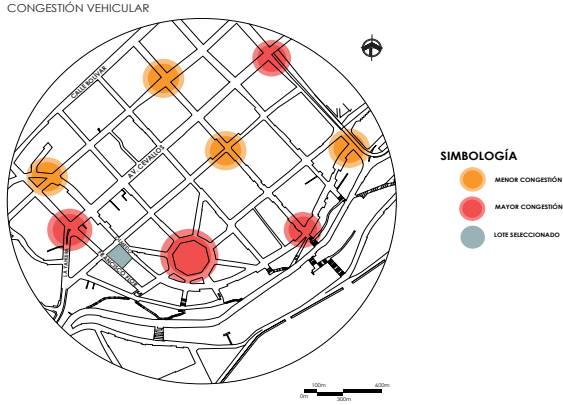 CONGESTIÓN VEHICULAR
CALLE BOLÍVAR
AV. CEVALLOS
SIMBOLOGÍA
MENOR CONGESTIÓN
MAYOR CONGESTIÓN
LOTE SELECCIONADO
100m
600m
0m
300m